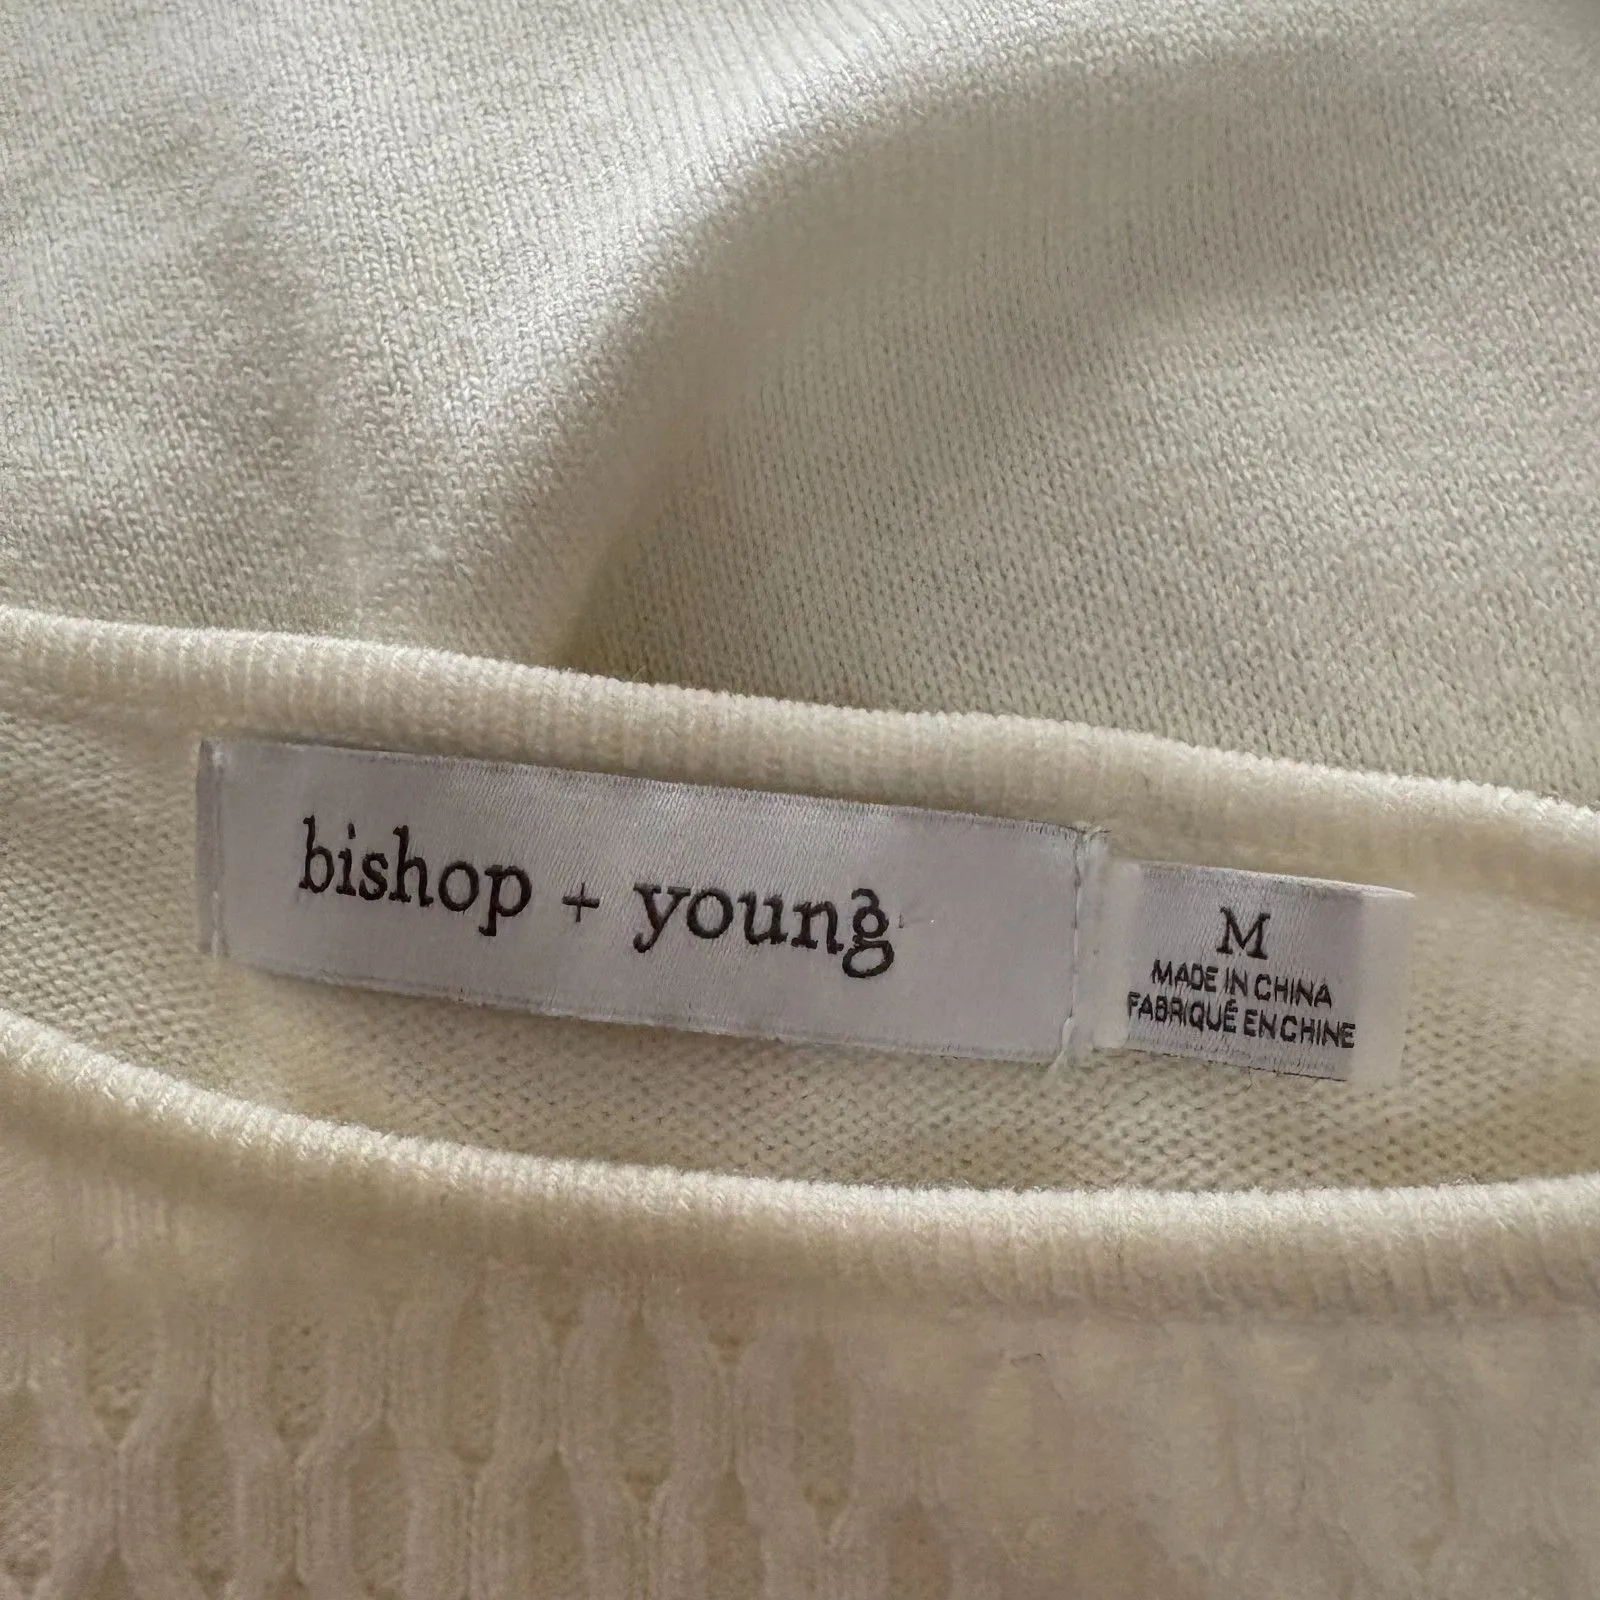 bishop + young
M
MADE IN CHINA
FABRIQUÉ EN CHINE